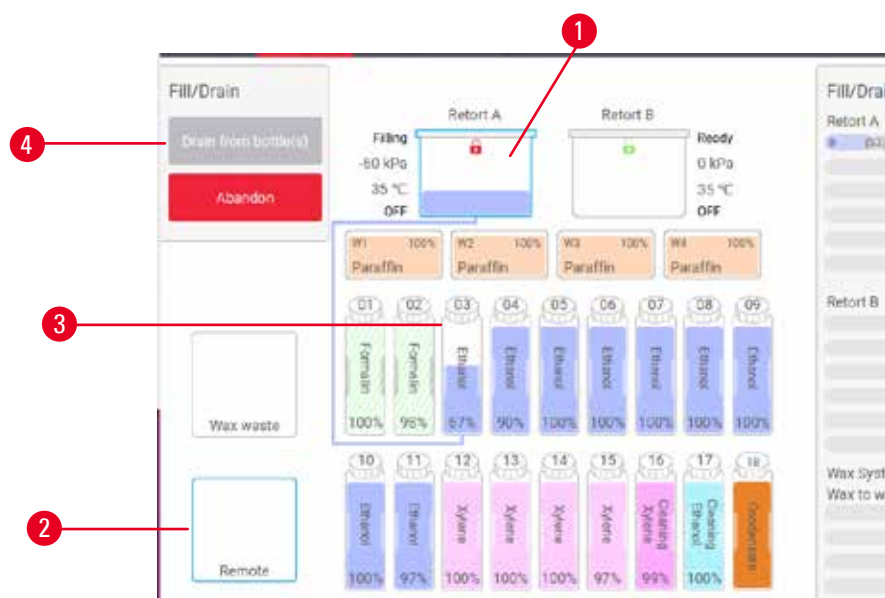 1
Fill/Drain
Retort A
Retort B
Fill/Drai
Retort A
4
Drain from bottle(s)
Filling
Ready
-60 kPa
0 kPa
35 °C
35 °C
Abandon
OFF
OFF
W1 100%
W2 100%
W3 100%
W4 100%
Paraffin
Paraffin
Paraffin
Paraffin
3
01 02 03 04 05 06 07 08 09
Retort B
Formalin Formalin Ethanol Ethanol Ethanol Ethanol Ethanol Ethanol Ethanol
100% 98% 67% 90% 100% 100% 100% 100% 100%
Wax waste
10 11 12 13 14 15 16 17 18
Wax Syst
Wax to w
2
Ethanol Ethanol Xylene Xylene Xylene Xylene Cleaning Xylene Cleaning Ethanol Condensate
Remote
100% 97% 100% 100% 100% 97% 99% 100%